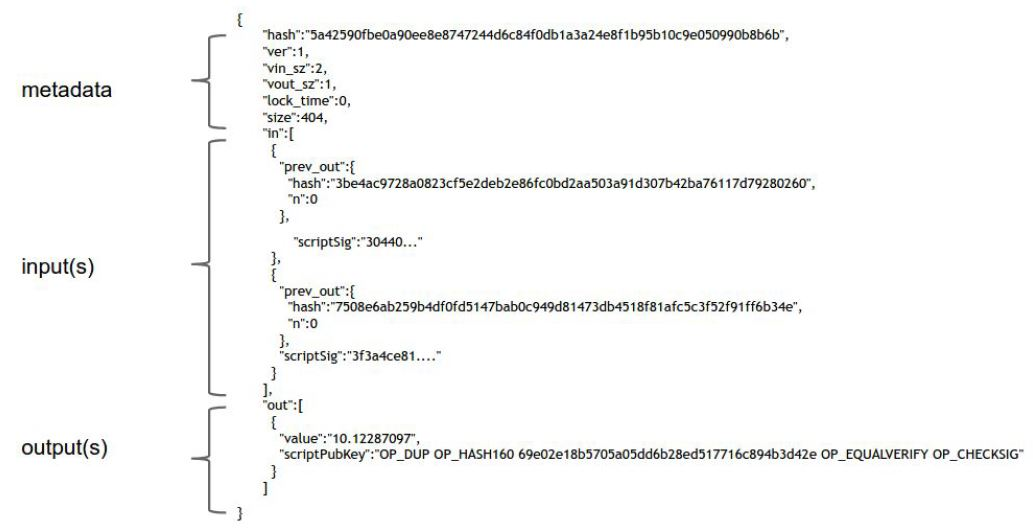 {
"hash":"5a42590fbe0a90ee8e8747244d6c84f0db1a3a24e8f1b95b10c9e050990b8b6b",
"ver":1,
"vin_sz":2,
metadata
"vout_sz":1,
"lock_time":0,
"size":404,
"in":[
{
"prev_out":{
"hash":"3be4ac9728a0823cf5e2deb2e86fc0bd2aa503a91d307b42ba76117d79280260",
"n":0
},
"scriptSig":"30440..."
input(s)
},
{
"prev_out":{
"hash":"7508e6ab259b4df0fd5147bab0c949d81473db4518f81afc5c3f52f91ff6b34e",
"n":0
},
"scriptSig":"3f3a4ce81...."
}
],
"out":[
{
"value":"10.12287097",
output(s)
"scriptPubKey":"OP_DUP OP_HASH160 69e02e18b5705a05dd6b28ed517716c894b3d42e OP_EQUALVERIFY OP_CHECKSIG"
}
]
}